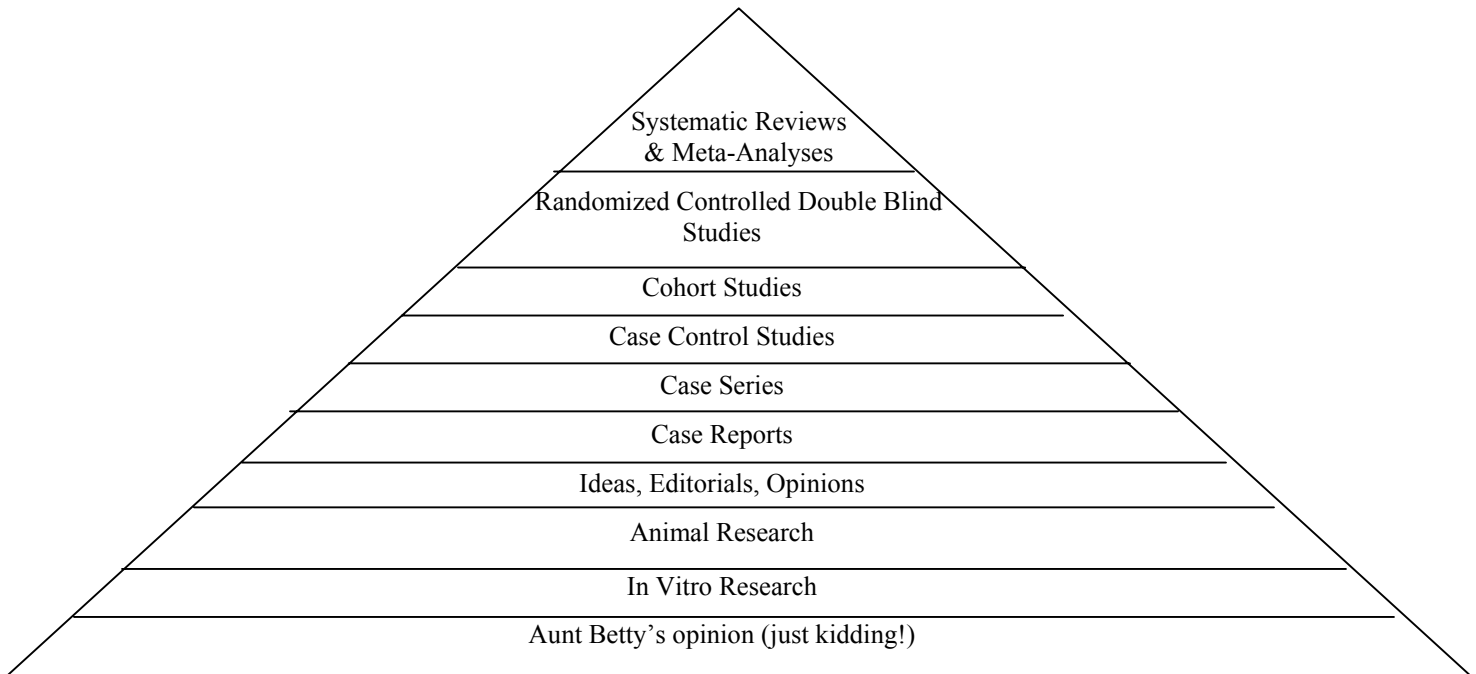 Systematic Reviews
& Meta-Analyses
Randomized Controlled Double Blind
Studies
Cohort Studies
Case Control Studies
Case Series
Case Reports
Ideas, Editorials, Opinions
Animal Research
In Vitro Research
Aunt Betty’s opinion (just kidding!)